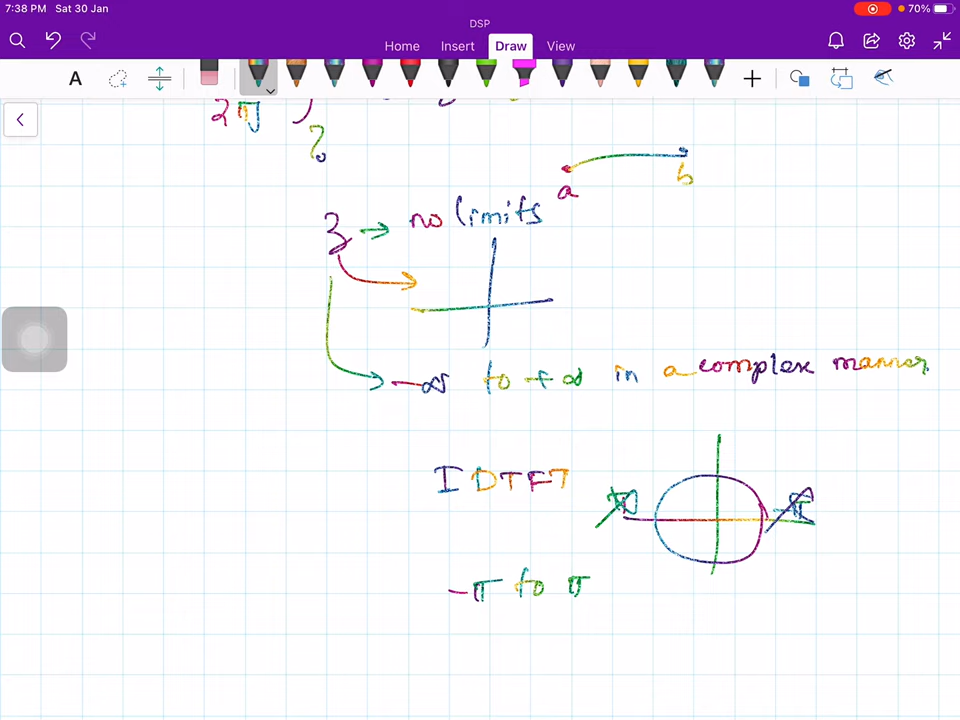 7:38 PM Sat 30 Jan
70%
DSP
Home Insert Draw View
A
2π
?
a b
z → no limits
-∞ to +∞ in a complex manner
IDTFT
π -π
-π to π